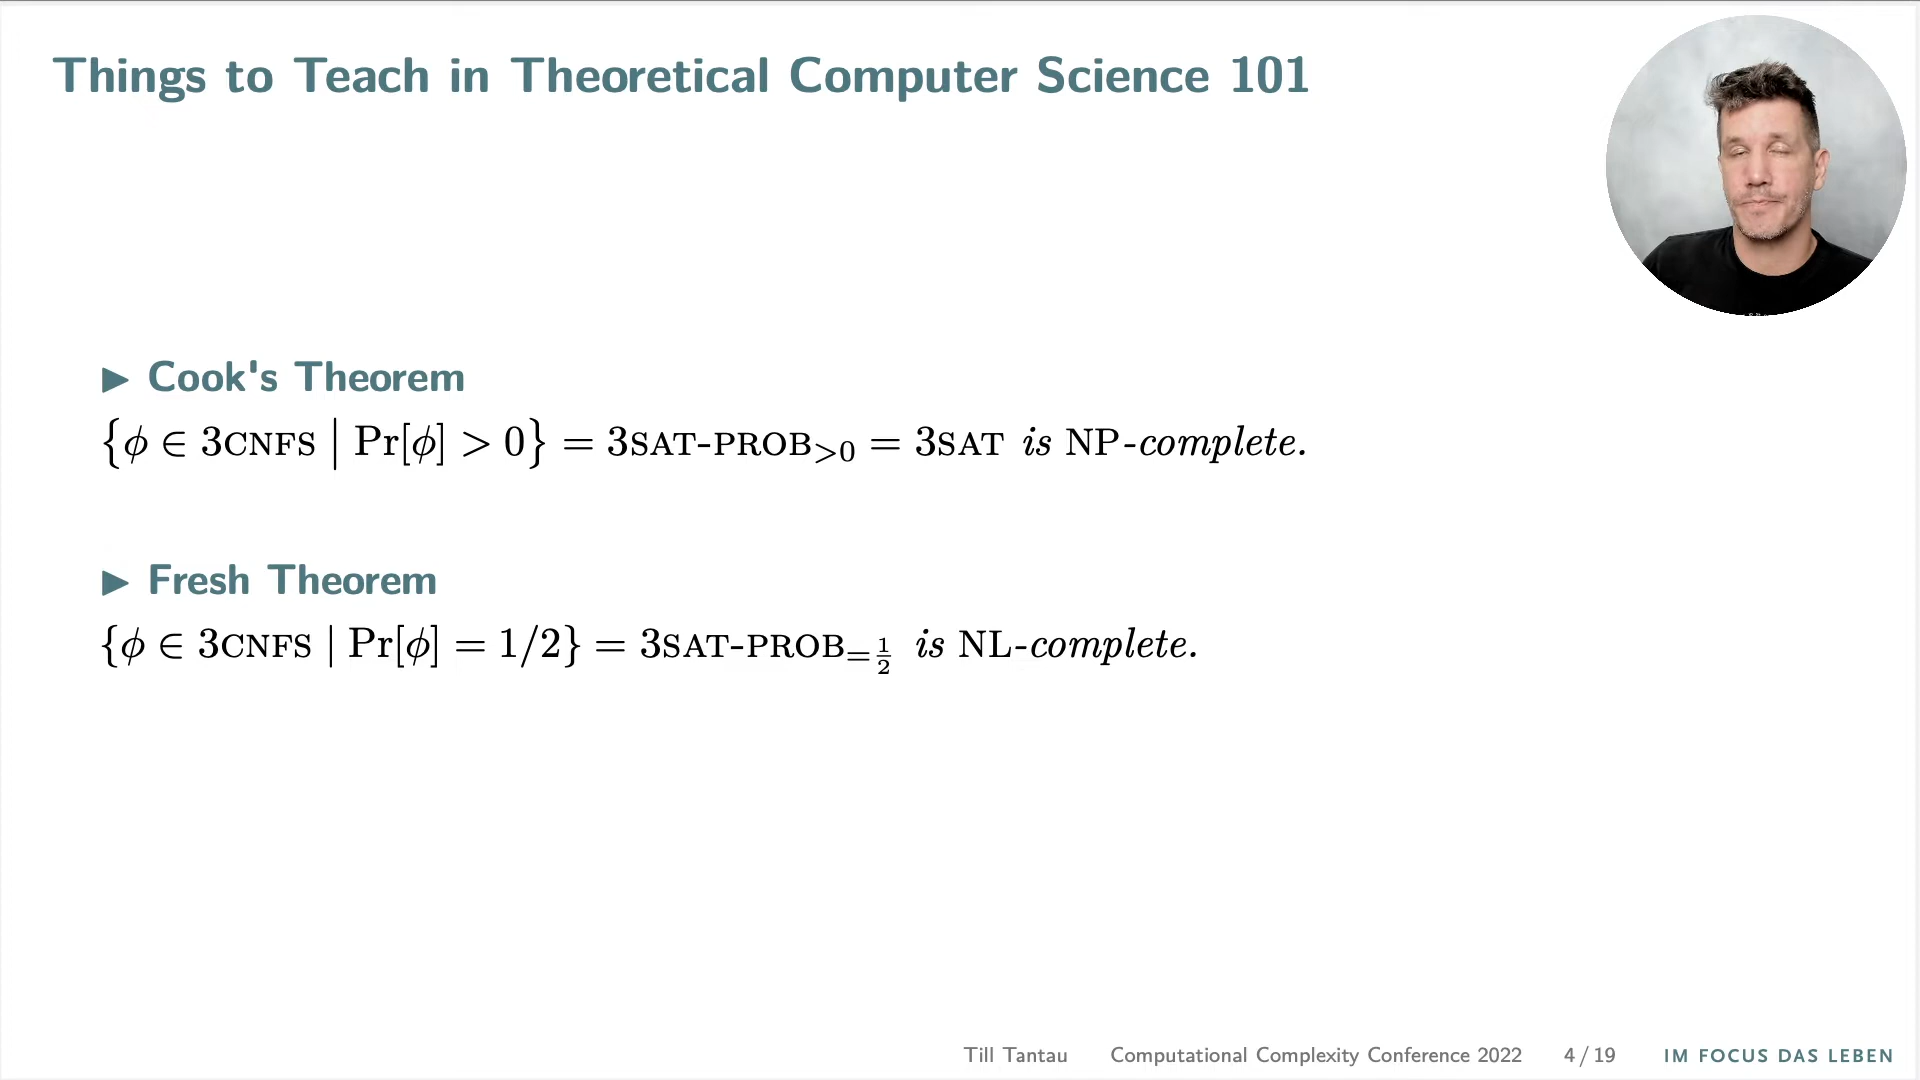 Things to Teach in Theoretical Computer Science 101
▶ Cook's Theorem
{ϕ ∈ 3CNFS | Pr[ϕ] > 0} = 3SAT-PROB>0 = 3SAT is NP-complete.
▶ Fresh Theorem
{ϕ ∈ 3CNFS | Pr[ϕ] = 1/2} = 3SAT-PROB=1/2 is NL-complete.
Till Tantau Computational Complexity Conference 2022 4 / 19 IM FOCUS DAS LEBEN